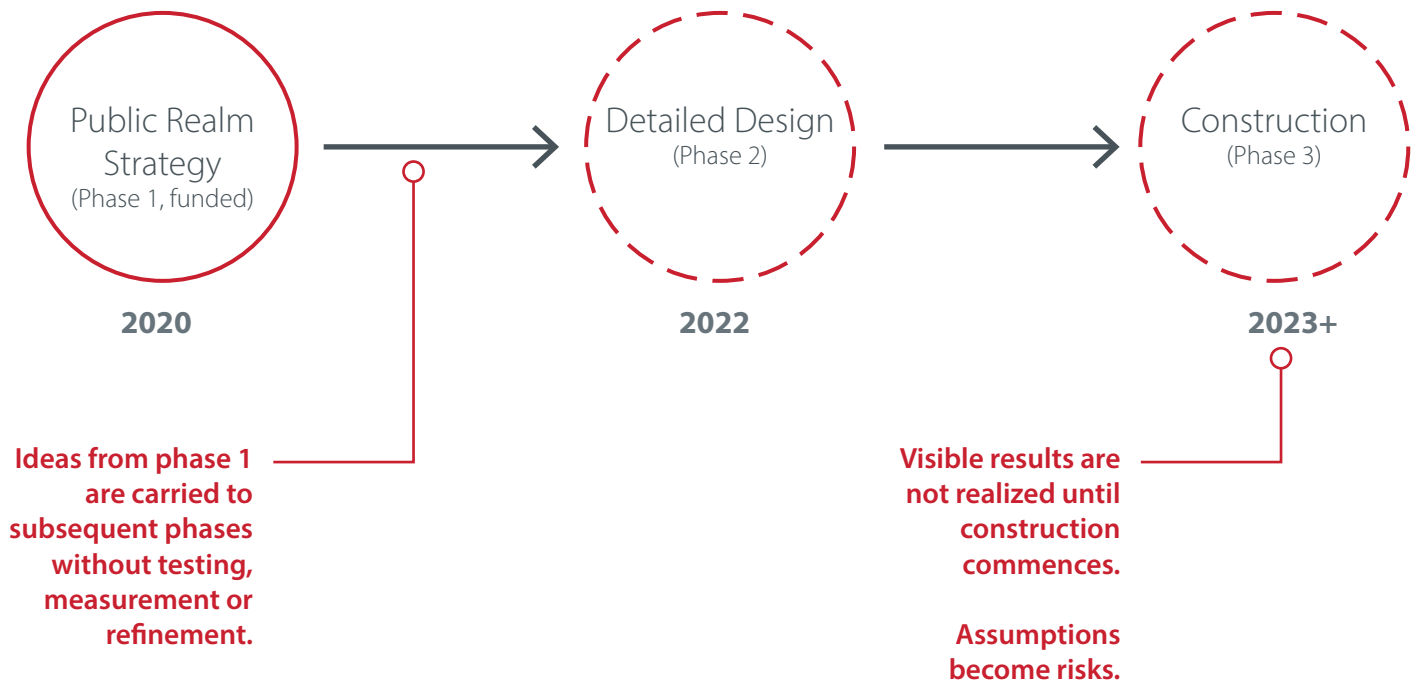 Public Realm
Strategy
(Phase 1, funded)
Detailed Design
(Phase 2)
Construction
(Phase 3)
2020
2022
2023+
Ideas from phase 1
are carried to
subsequent phases
without testing,
measurement or
refinement.
Visible results are
not realized until
construction
commences.
Assumptions
become risks.